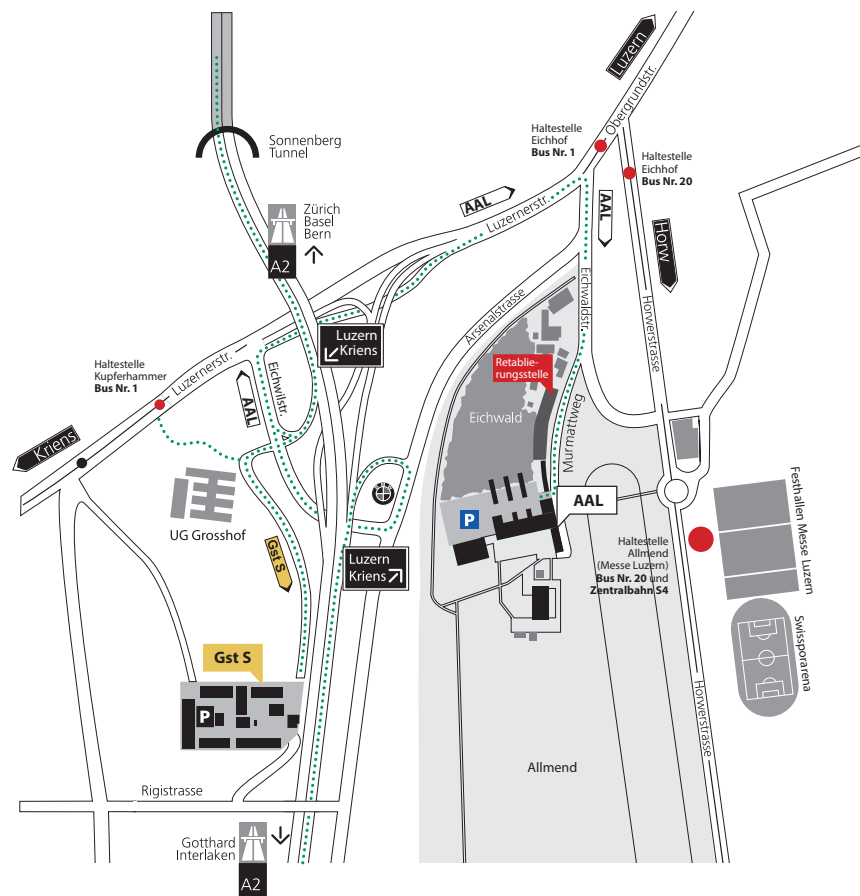 Luzern
Obergrundstr.
Haltestelle
Eichhof
Bus Nr. 1
Haltestelle
Eichhof
Bus Nr. 20
Sonnenberg
Tunnel
Zürich
Basel
Bern
A2
AAL
Luzernerstr.
AAL
Horw
Eichwaldstr.
Horwerstrasse
Arsenalstrasse
Luzern
Kriens
Retablie-
rungsstelle
Haltestelle
Kupferhammer
Bus Nr. 1
Luzernerstr.
Eichwilstr.
AAL
Eichwald
Murmattweg
Kriens
UG Grosshof
P
AAL
Festhallen Messe Luzern
Haltestelle
Allmend
(Messe Luzern)
Bus Nr. 20 und
Zentralbahn S4
Gst S
Luzern
Kriens
Swissporarena
Gst S
P
Horwerstrasse
Allmend
Rigistrasse
Gotthard
Interlaken
A2